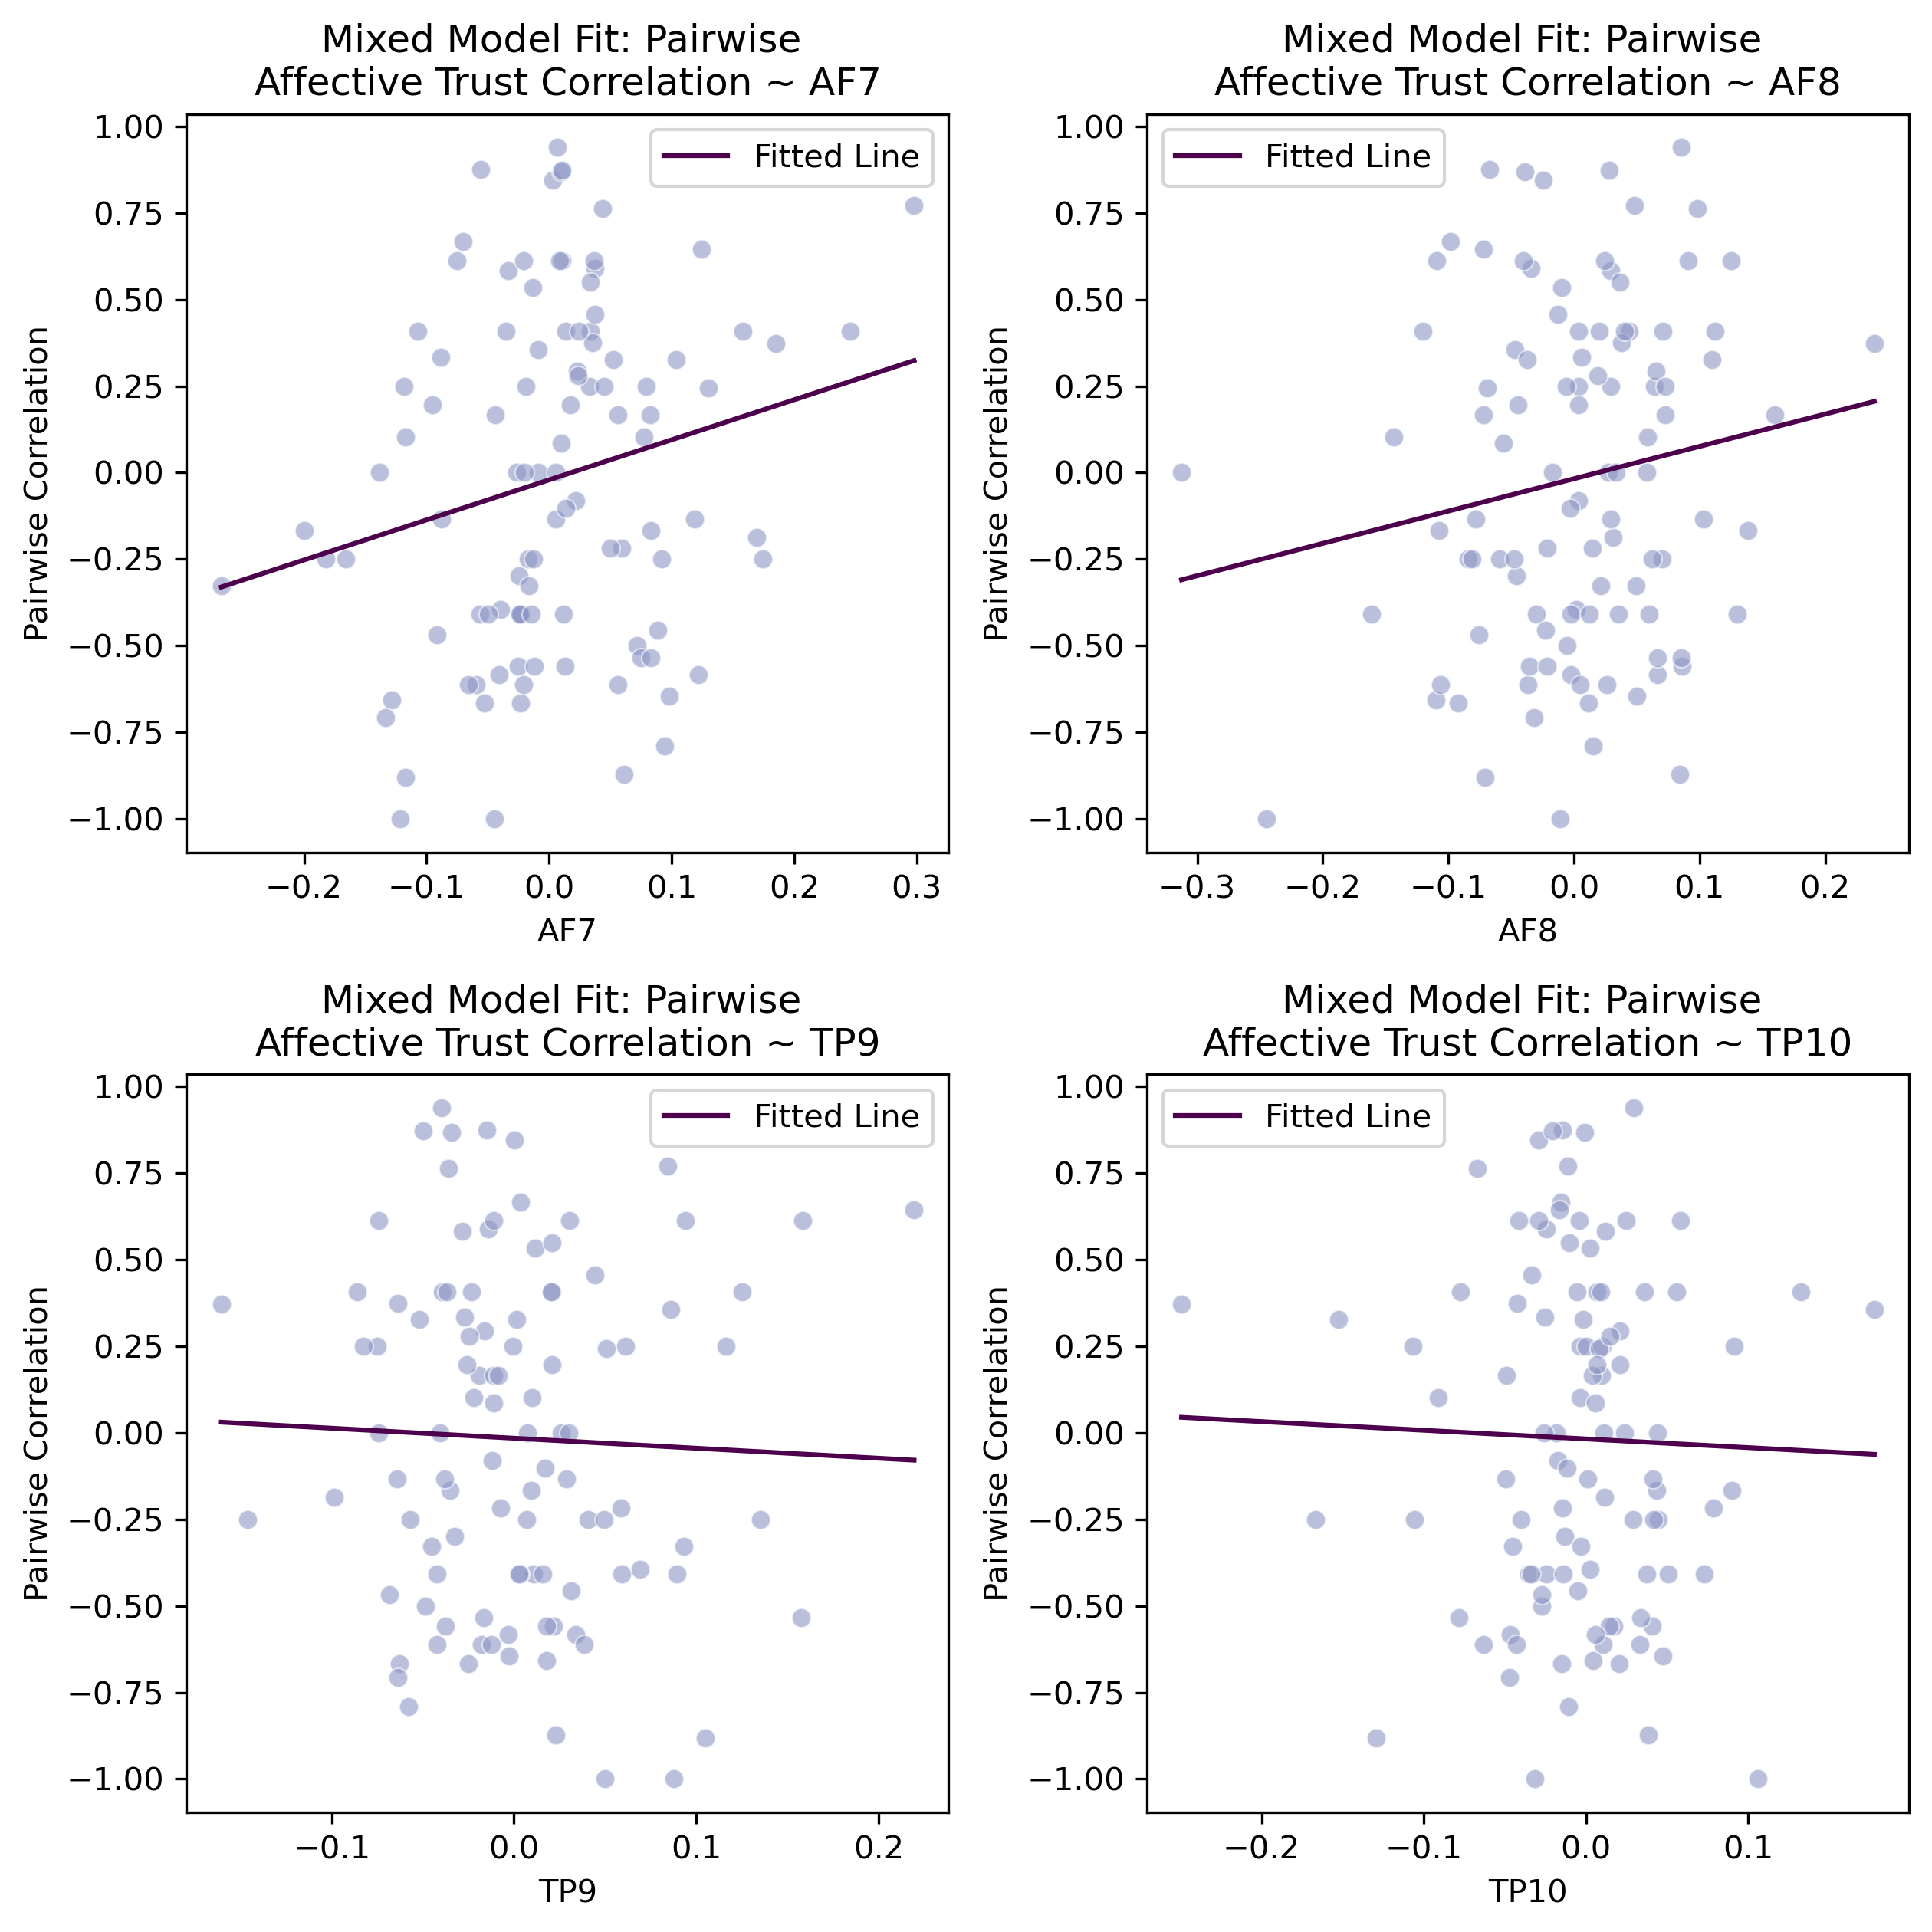 Mixed Model Fit: Pairwise
Affective Trust Correlation ~ AF7
Fitted Line
1.00
0.75
0.50
0.25
0.00
−0.25
−0.50
−0.75
−1.00
Pairwise Correlation
−0.2
−0.1
0.0
0.1
0.2
0.3
AF7
Mixed Model Fit: Pairwise
Affective Trust Correlation ~ AF8
Fitted Line
1.00
0.75
0.50
0.25
0.00
−0.25
−0.50
−0.75
−1.00
Pairwise Correlation
−0.3
−0.2
−0.1
0.0
0.1
0.2
AF8
Mixed Model Fit: Pairwise
Affective Trust Correlation ~ TP9
Fitted Line
1.00
0.75
0.50
0.25
0.00
−0.25
−0.50
−0.75
−1.00
Pairwise Correlation
−0.1
0.0
0.1
0.2
TP9
Mixed Model Fit: Pairwise
Affective Trust Correlation ~ TP10
Fitted Line
1.00
0.75
0.50
0.25
0.00
−0.25
−0.50
−0.75
−1.00
Pairwise Correlation
−0.2
−0.1
0.0
0.1
TP10